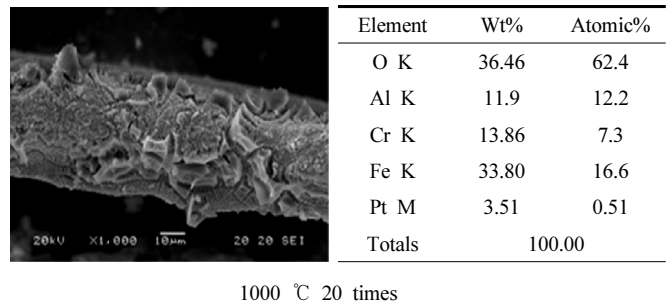 Element Wt% Atomic%
O K 36.46 62.4
Al K 11.9 12.2
Cr K 13.86 7.3
Fe K 33.80 16.6
Pt M 3.51 0.51
Totals 100.00
20kV X1,000 10µm 20 20 SEI
1000 ℃ 20 times